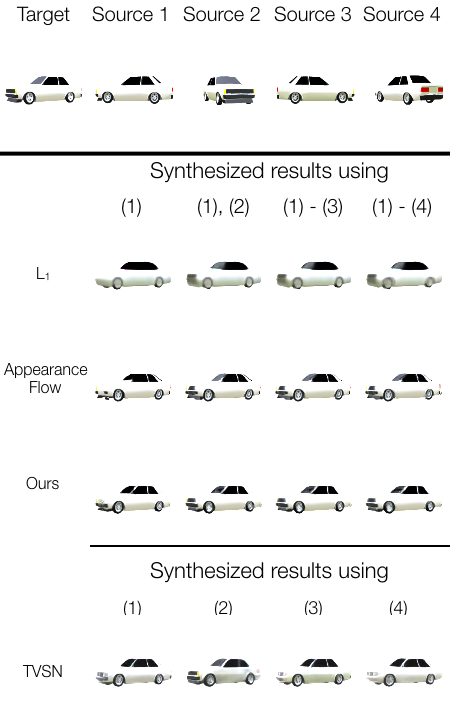 Target Source 1 Source 2 Source 3 Source 4
Synthesized results using
(1) (1), (2) (1) - (3) (1) - (4)
L₁
Appearance
Flow
Ours
Synthesized results using
(1) (2) (3) (4)
TVSN